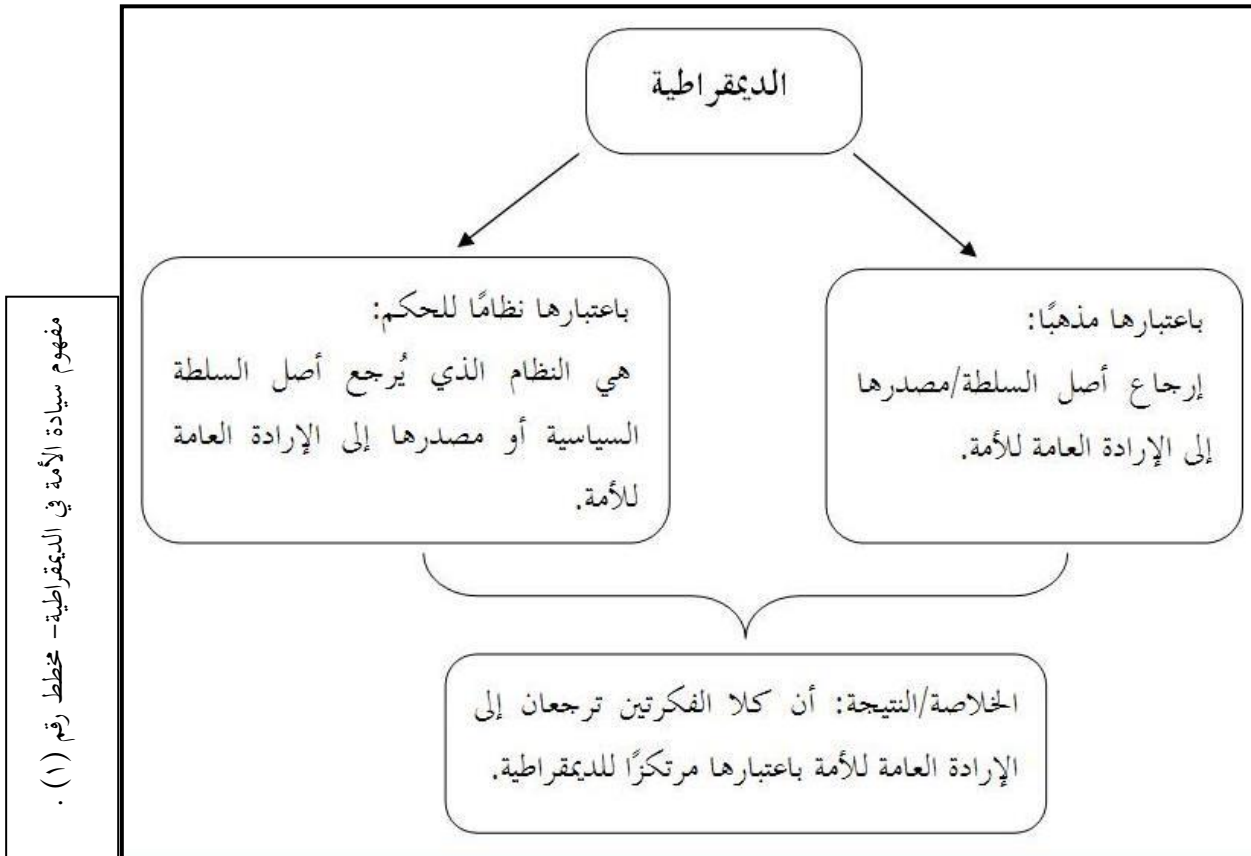 الديمقراطية
باعتبارها مذهبًا:
إرجاع أصل السلطة/مصدرها
إلى الإرادة العامة للأمة.
باعتبارها نظامًا للحكم:
هي النظام الذي يُرجع أصل السلطة
السياسية أو مصدرها إلى الإرادة العامة
للأمة.
الخلاصة/النتيجة: أن كلا الفكرتين ترجعان إلى
الإرادة العامة للأمة باعتبارها مرتكزًا للديمقراطية.
مفهوم سيادة الأمة في الديمقراطية- مخطط رقم (١) .